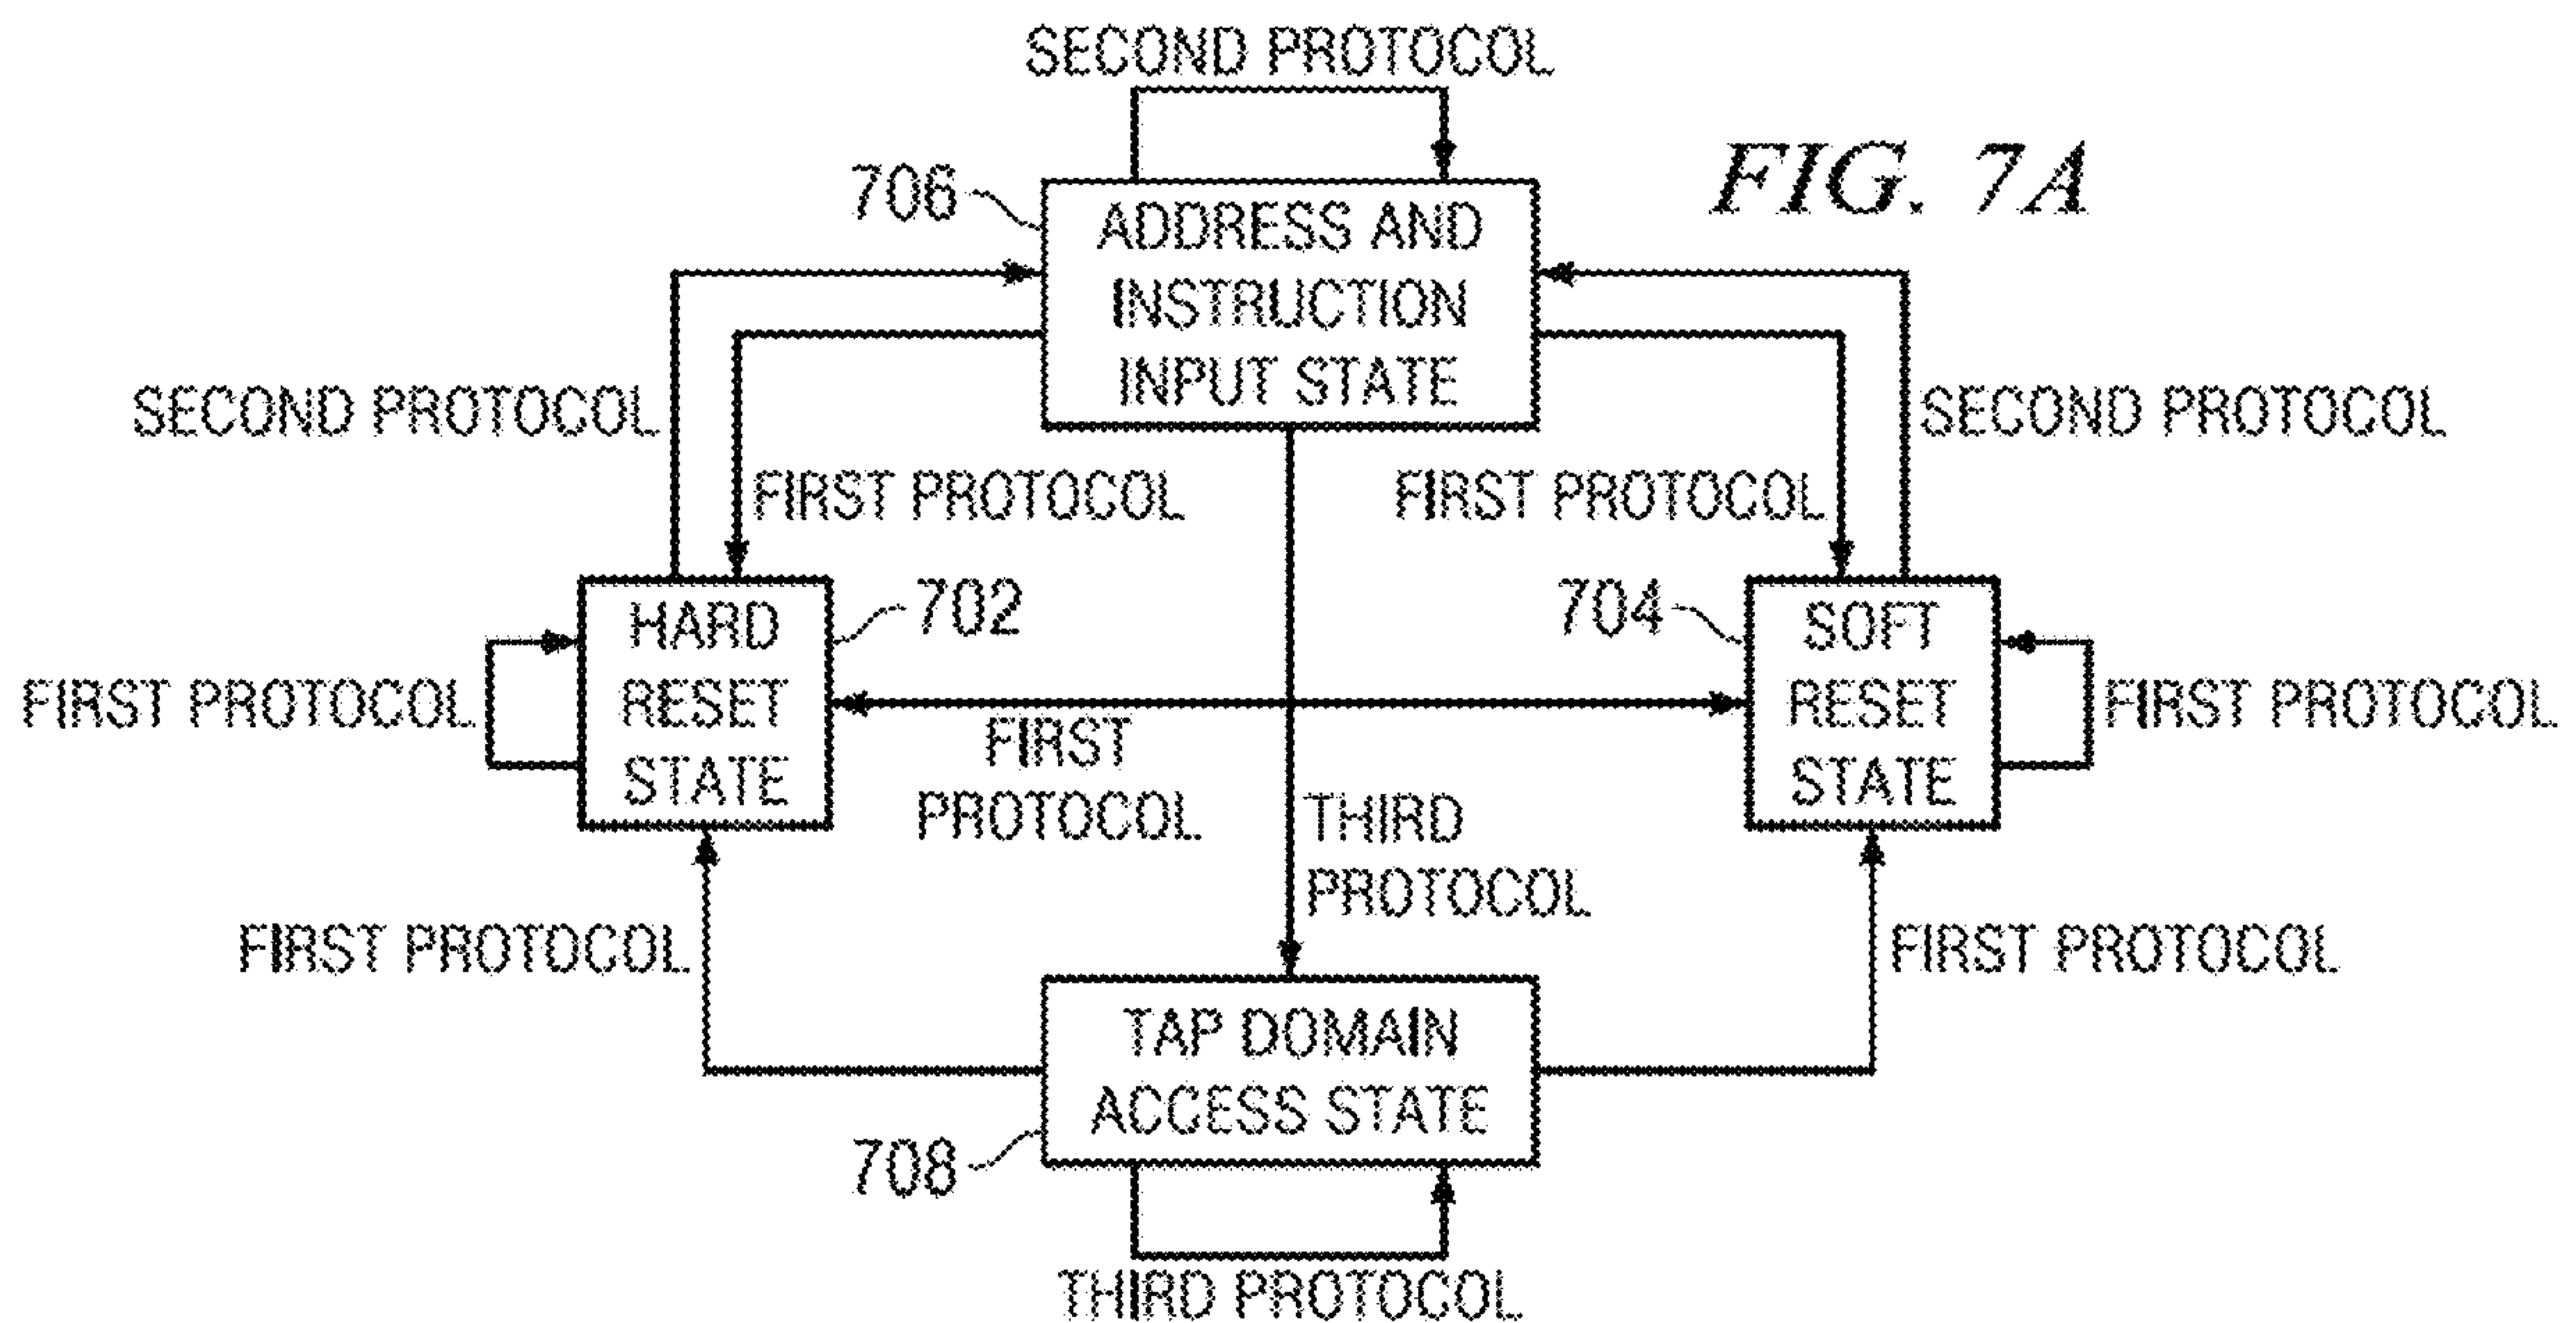 SECOND PROTOCOL
FIG. 7A
706
ADDRESS AND
INSTRUCTION
INPUT STATE
SECOND PROTOCOL
SECOND PROTOCOL
FIRST PROTOCOL
FIRST PROTOCOL
HARD
RESET
STATE
702
704
SOFT
RESET
STATE
FIRST PROTOCOL
FIRST PROTOCOL
FIRST
PROTOCOL
THIRD
PROTOCOL
FIRST PROTOCOL
FIRST PROTOCOL
TAP DOMAIN
ACCESS STATE
708
THIRD PROTOCOL